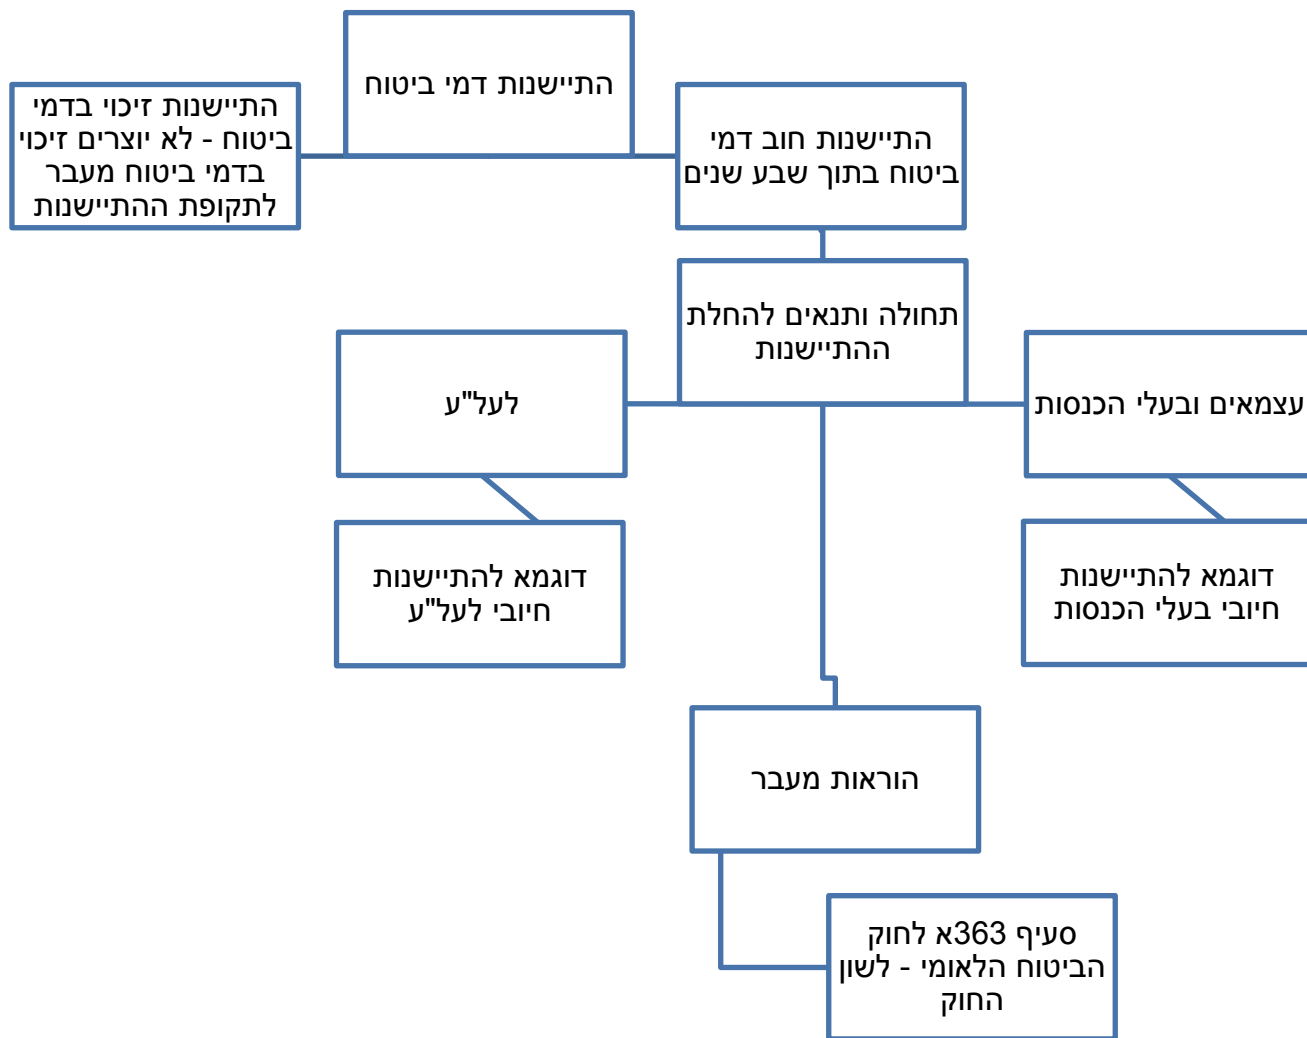 התיישנות דמי ביטוח
התיישנות חוב דמי
ביטוח בתוך שבע שנים
התיישנות זיכוי בדמי
ביטוח - לא יוצרים זיכוי
בדמי ביטוח מעבר
לתקופת ההתיישנות
תחולה ותנאים להחלת
ההתיישנות
עצמאים ובעלי הכנסות
לעל"ע
דוגמא להתיישנות
חיובי בעלי הכנסות
דוגמא להתיישנות
חיובי לעל"ע
הוראות מעבר
סעיף 363א לחוק
הביטוח הלאומי - לשון
החוק